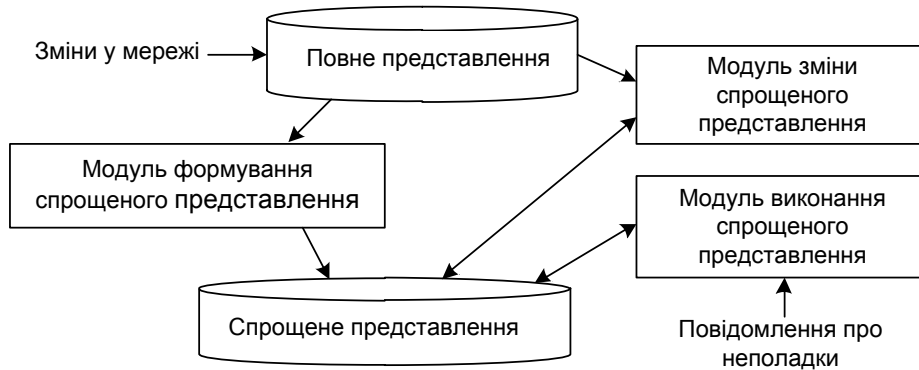 Зміни у мережі
Повне представлення
Модуль зміни
спрощеного
представлення
Модуль формування
спрощеного представлення
Модуль виконання
спрощеного
представлення
Спрощене представлення
Повідомлення про
неполадки